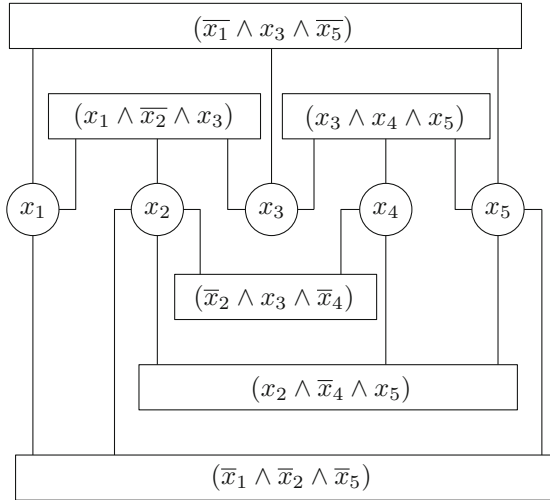 (x̅₁ ∧ x₃ ∧ x̅₅)
(x₁ ∧ x̅₂ ∧ x₃) (x₃ ∧ x₄ ∧ x₅)
x₁ x₂ x₃ x₄ x₅
(x̅₂ ∧ x₃ ∧ x̅₄)
(x₂ ∧ x̅₄ ∧ x₅)
(x̅₁ ∧ x̅₂ ∧ x̅₅)